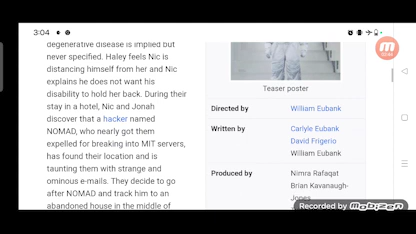 3:04
degenerative disease is implied but
never specified. Haley feels Nic is
distancing himself from her and Nic
explains he does not want his
disability to hold her back. During their
stay in a hotel, Nic and Jonah
discover that a hacker named
NOMAD, who nearly got them
expelled for breaking into MIT servers,
has found their location and is
taunting them with strange and
ominous e-mails. They decide to go
after NOMAD and track him to an
abandoned house in the middle of
Teaser poster
Directed by William Eubank
Written by Carlyle Eubank
David Frigerio
William Eubank
Produced by Nimra Rafaqat
Brian Kavanaugh-
Jones
Recorded by mobizen